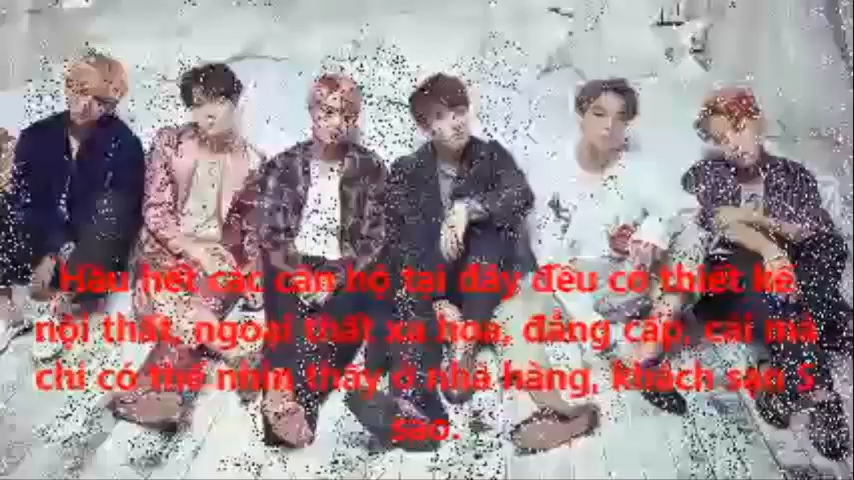 Hầu hết các căn hộ tại đây đều có thiết kế
nội thất, ngoại thất xa hoa, đẳng cấp, cái mà
chỉ có thể nhìn thấy ở nhà hàng, khách sạn 5
sao.